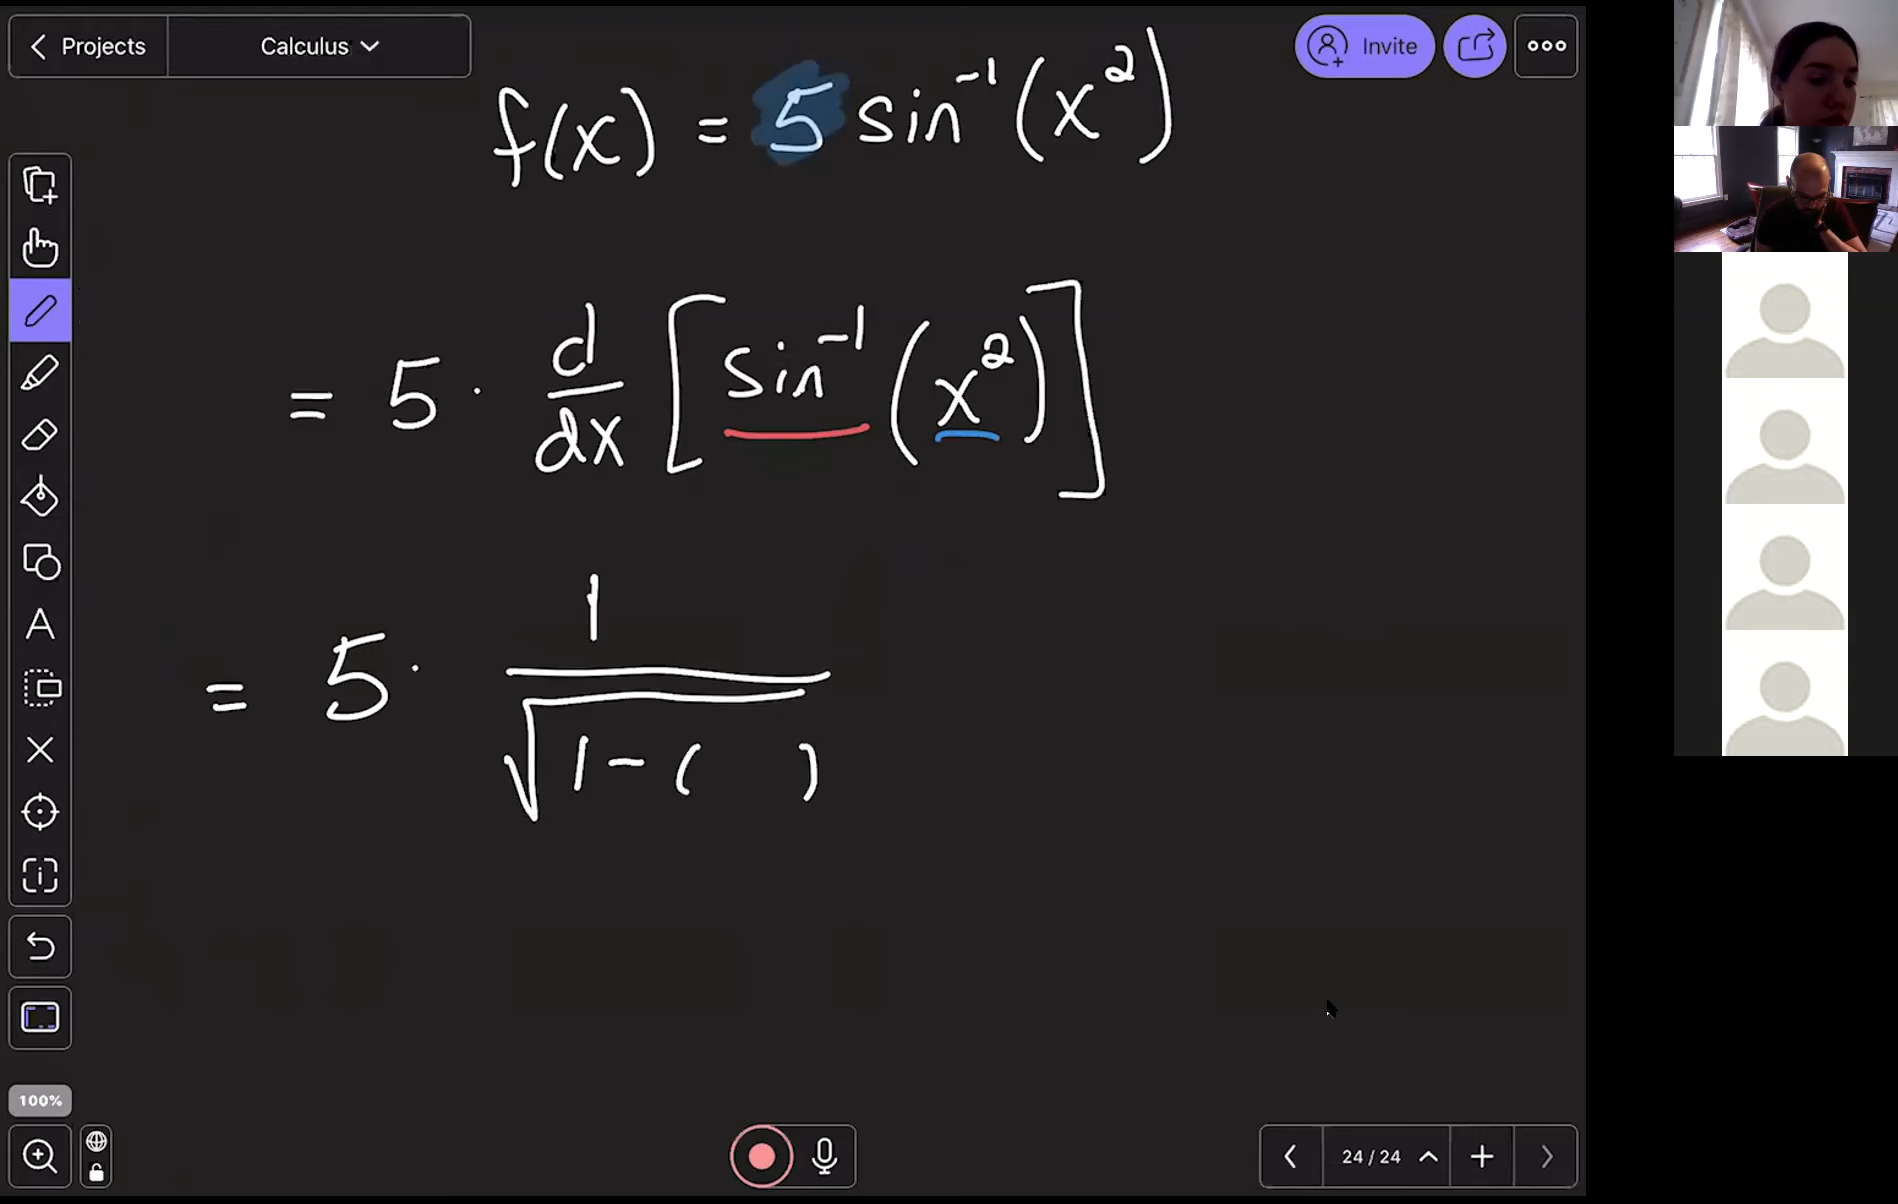 Projects
Calculus
Invite
f(x) = 5 sin⁻¹(x²)
= 5 · d/dx [sin⁻¹(x²)]
= 5 · 1/√(1-( ))
A
100%
24/24